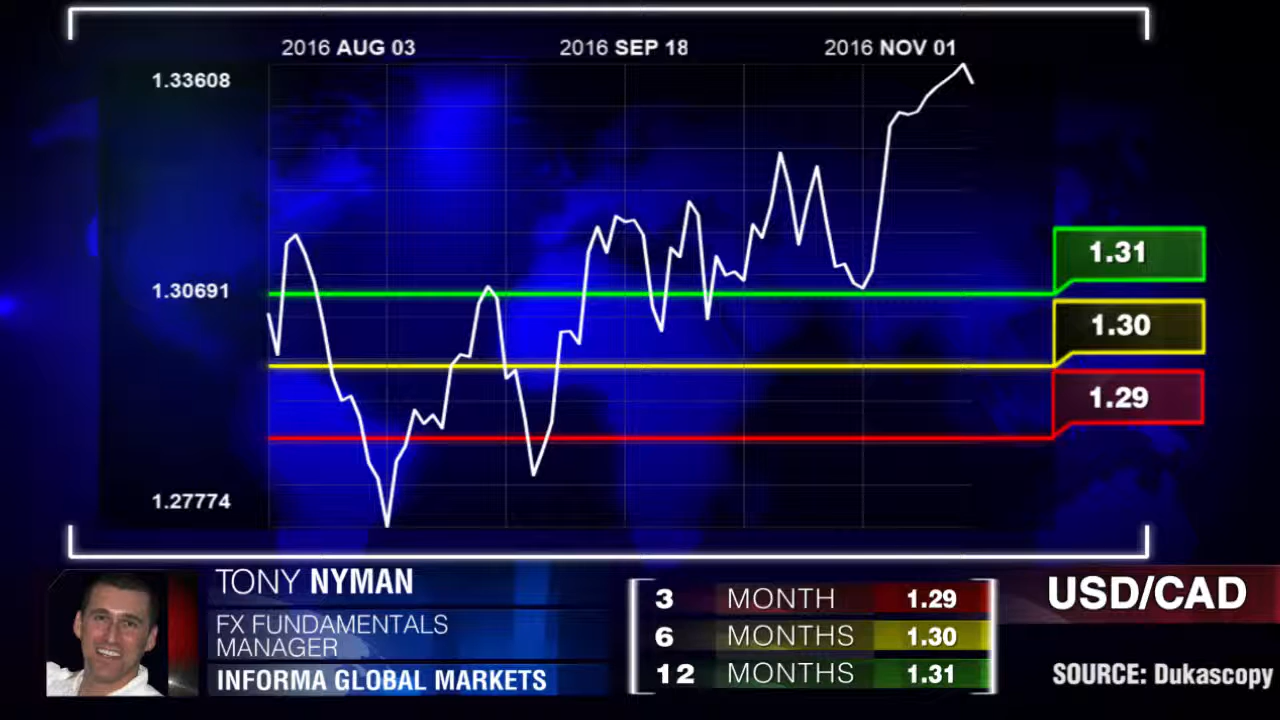 2016 AUG 03 2016 SEP 18 2016 NOV 01
1.33608
1.30691
1.27774
1.31
1.30
1.29
TONY NYMAN
FX FUNDAMENTALS
MANAGER
INFORMA GLOBAL MARKETS
3 MONTH 1.29
6 MONTHS 1.30
12 MONTHS 1.31
USD/CAD
SOURCE: Dukascopy